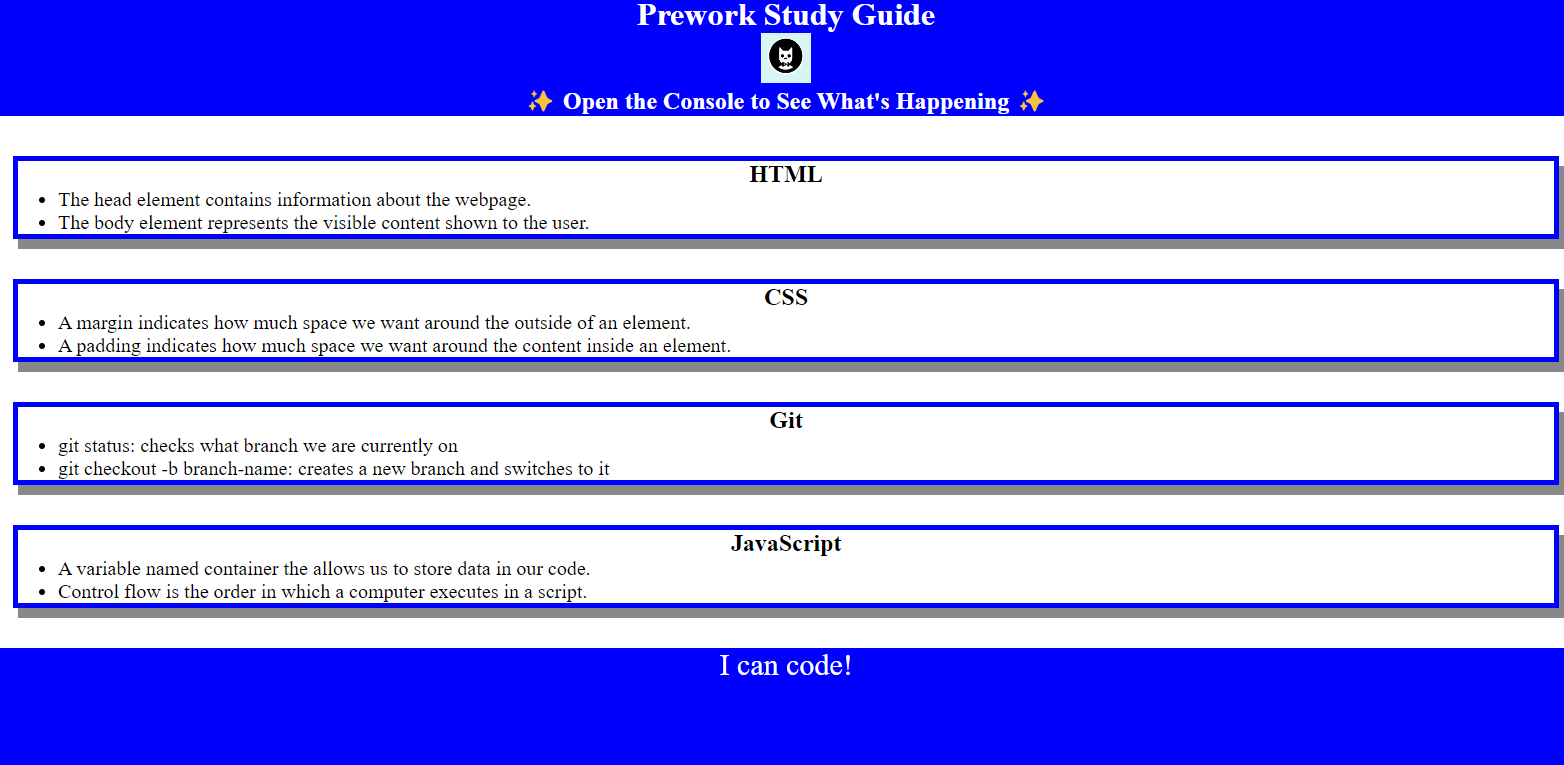 Prework Study Guide
✨ Open the Console to See What's Happening ✨
HTML
• The head element contains information about the webpage.
• The body element represents the visible content shown to the user.
CSS
• A margin indicates how much space we want around the outside of an element.
• A padding indicates how much space we want around the content inside an element.
Git
• git status: checks what branch we are currently on
• git checkout -b branch-name: creates a new branch and switches to it
JavaScript
• A variable named container the allows us to store data in our code.
• Control flow is the order in which a computer executes in a script.
I can code!